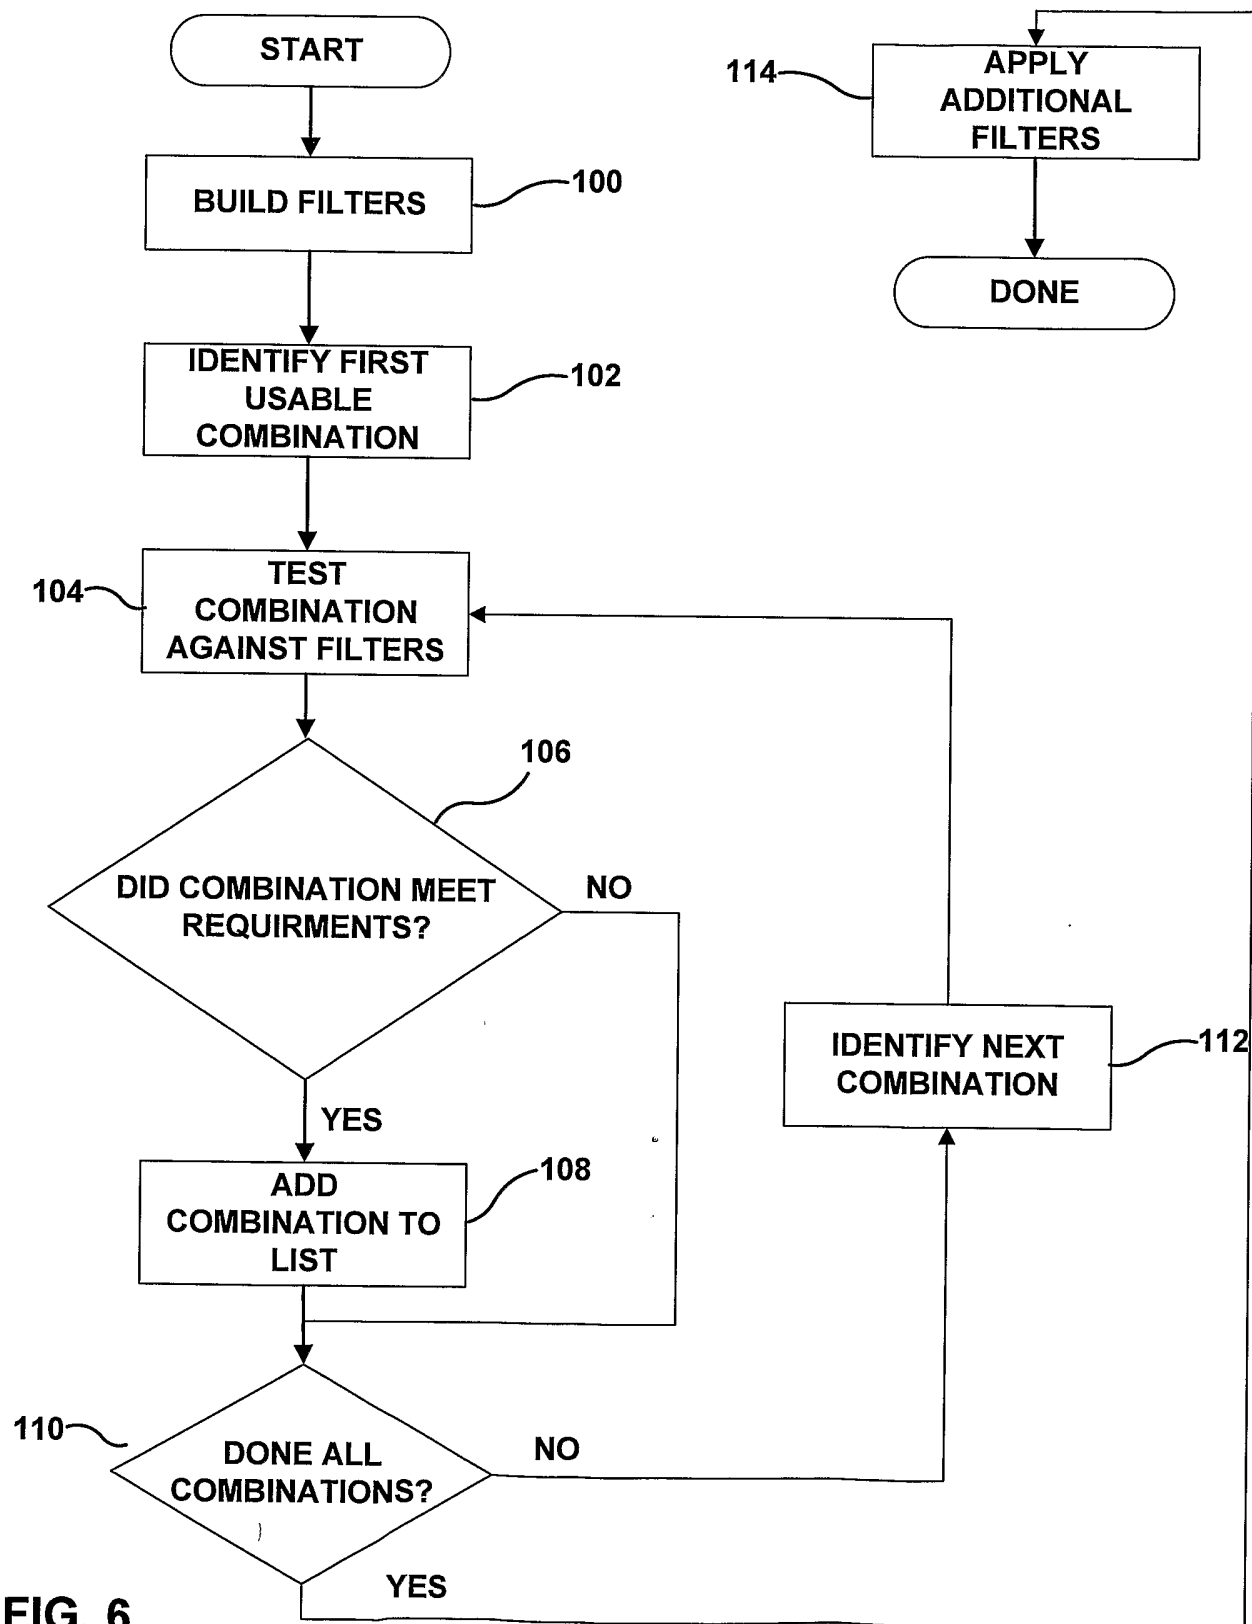 START
BUILD FILTERS
100
IDENTIFY FIRST
USABLE
COMBINATION
102
TEST
COMBINATION
AGAINST FILTERS
104
DID COMBINATION MEET
REQUIRMENTS?
106
NO
YES
ADD
COMBINATION TO
LIST
108
DONE ALL
COMBINATIONS?
110
NO
YES
IDENTIFY NEXT
COMBINATION
112
APPLY
ADDITIONAL
FILTERS
114
DONE
FIG. 6